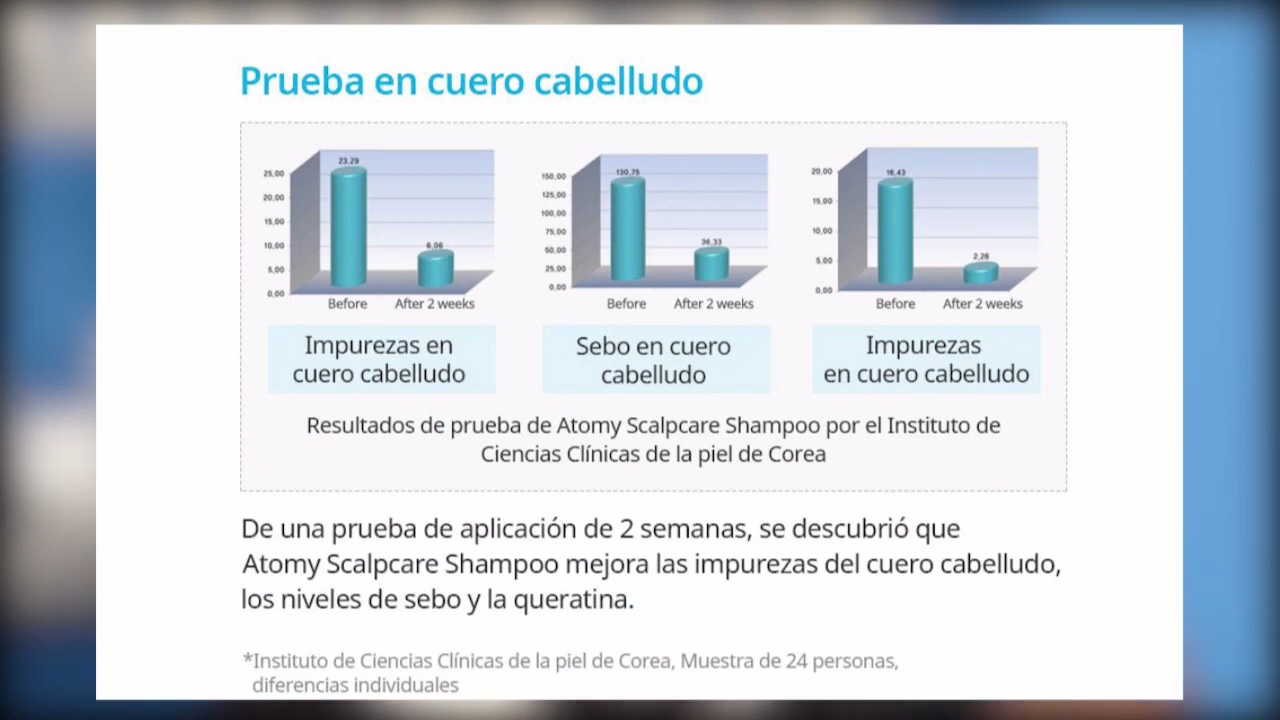 Prueba en cuero cabelludo
23,29
25,00
20,00
15,00
10,00
6,06
5,00
0,00
Before After 2 weeks
130,75
150,00
125,00
100,00
75,00
50,00
36,33
25,00
0,00
Before After 2 weeks
16,43
20,00
15,00
10,00
5,00
2,28
0,00
Before After 2 weeks
Impurezas en
cuero cabelludo
Sebo en cuero
cabelludo
Impurezas
en cuero cabelludo
Resultados de prueba de Atomy Scalpcare Shampoo por el Instituto de
Ciencias Clínicas de la piel de Corea
De una prueba de aplicación de 2 semanas, se descubrió que
Atomy Scalpcare Shampoo mejora las impurezas del cuero cabelludo,
los niveles de sebo y la queratina.
*Instituto de Ciencias Clínicas de la piel de Corea, Muestra de 24 personas,
diferencias individuales